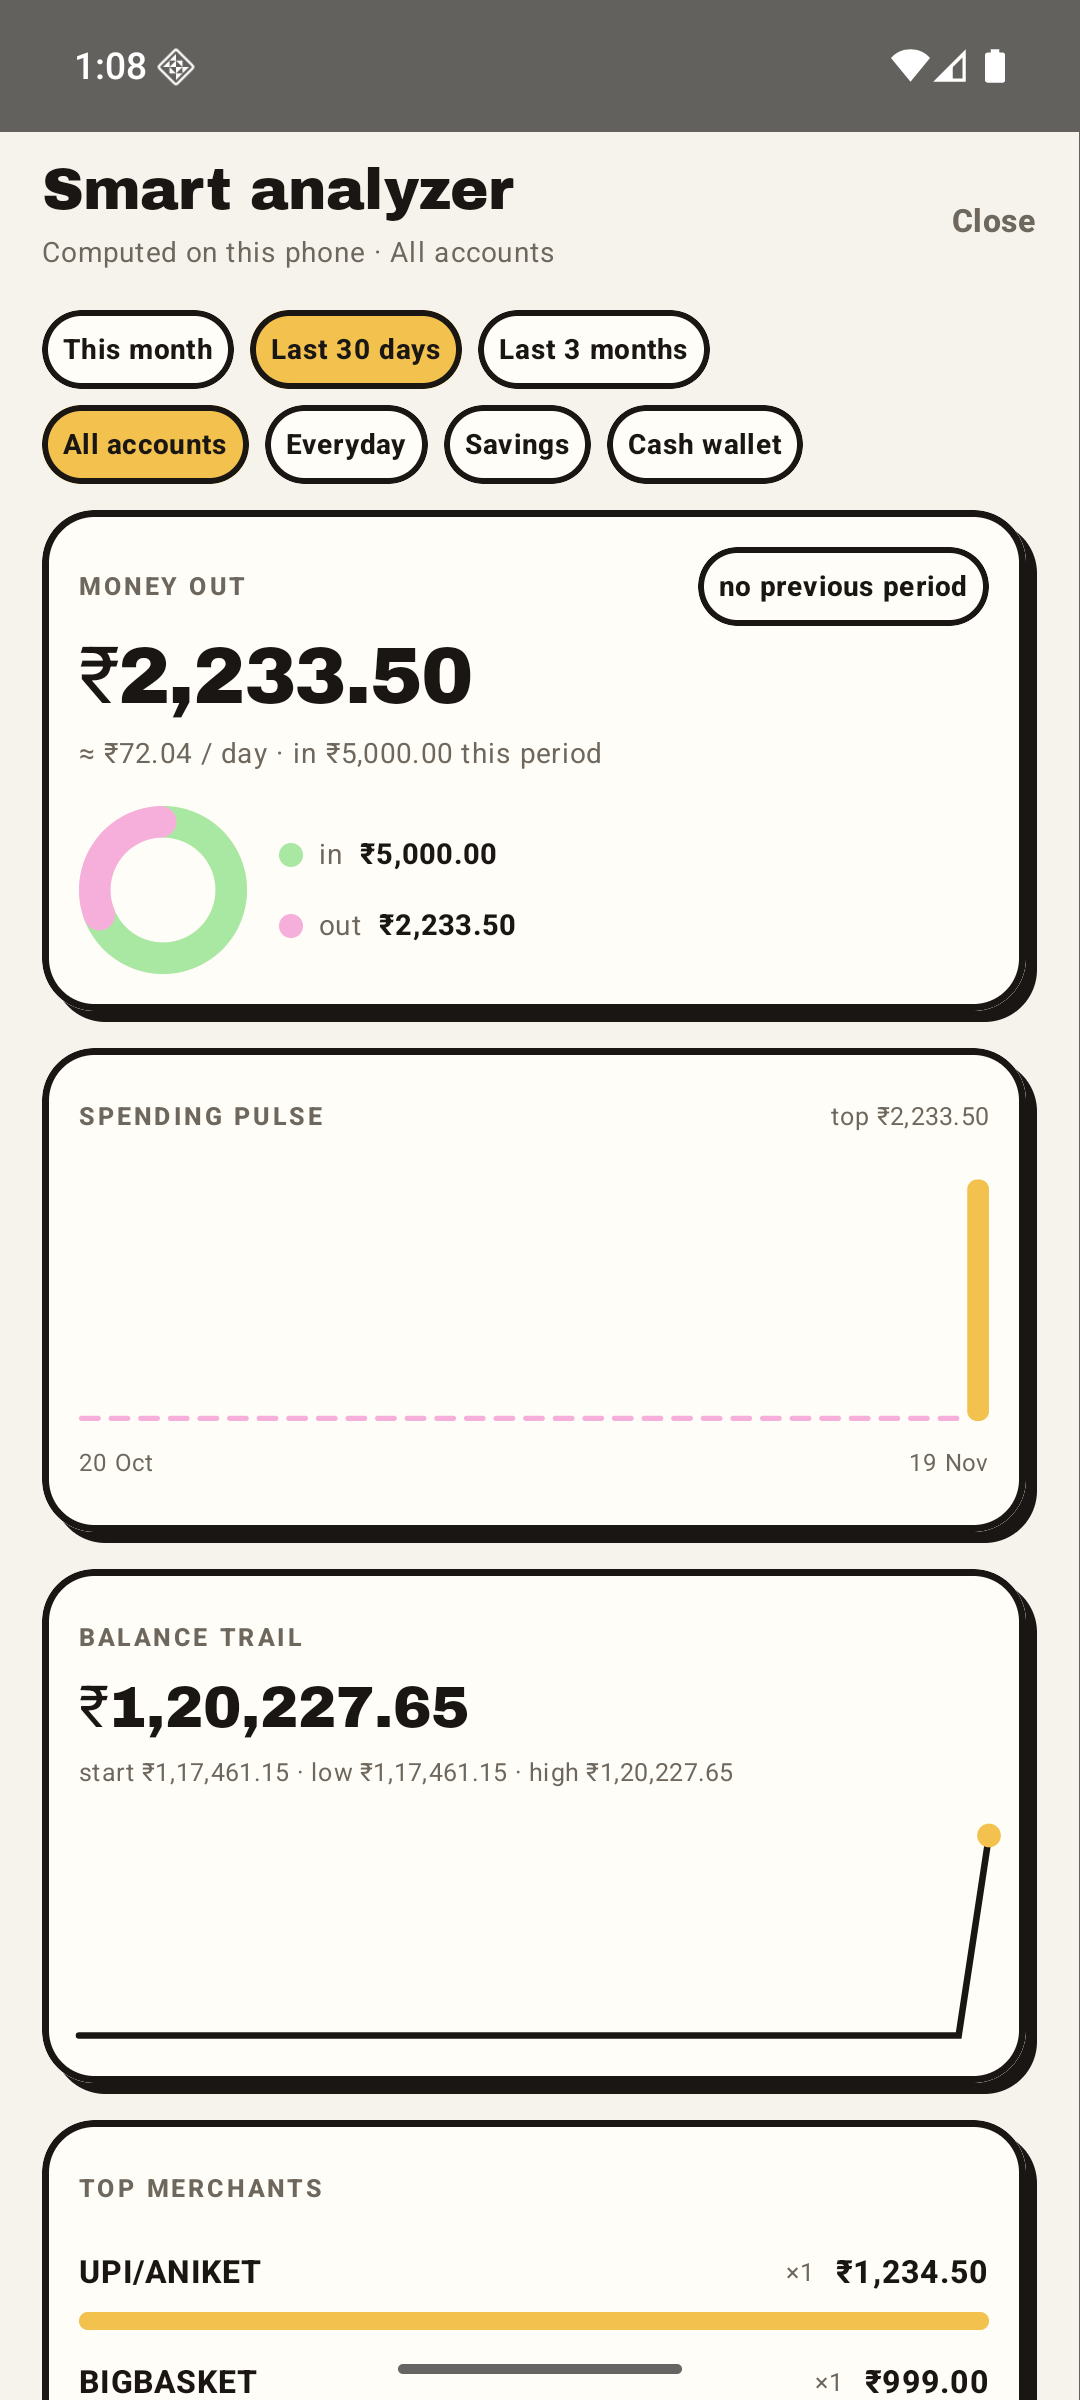 1:08
Smart analyzer
Close
Computed on this phone · All accounts
This month
Last 30 days
Last 3 months
All accounts
Everyday
Savings
Cash wallet
MONEY OUT
no previous period
₹2,233.50
≈ ₹72.04 / day · in ₹5,000.00 this period
in ₹5,000.00
out ₹2,233.50
SPENDING PULSE
top ₹2,233.50
20 Oct
19 Nov
BALANCE TRAIL
₹1,20,227.65
start ₹1,17,461.15 · low ₹1,17,461.15 · high ₹1,20,227.65
TOP MERCHANTS
UPI/ANIKET ×1 ₹1,234.50
BIGBASKET ×1 ₹999.00